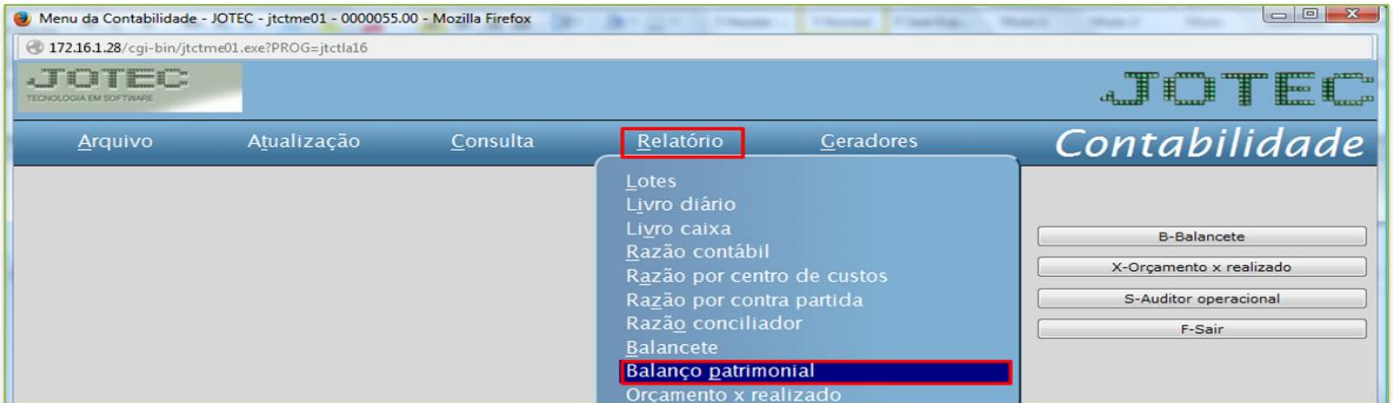 Menu da Contabilidade - JOTEC - jtctme01 - 0000055.00 - Mozilla Firefox
172.16.1.28/cgi-bin/jtctme01.exe?PROG=jtctla16
JOTEC
TECNOLOGIA EM SOFTWARE
JOTEC
Arquivo Atualização Consulta Relatório Geradores Contabilidade
Lotes
Livro diário
Livro caixa
Razão contábil
Razão por centro de custos
Razão por contra partida
Razão conciliador
Balancete
Balanço patrimonial
Orçamento x realizado
B-Balancete
X-Orçamento x realizado
S-Auditor operacional
F-Sair